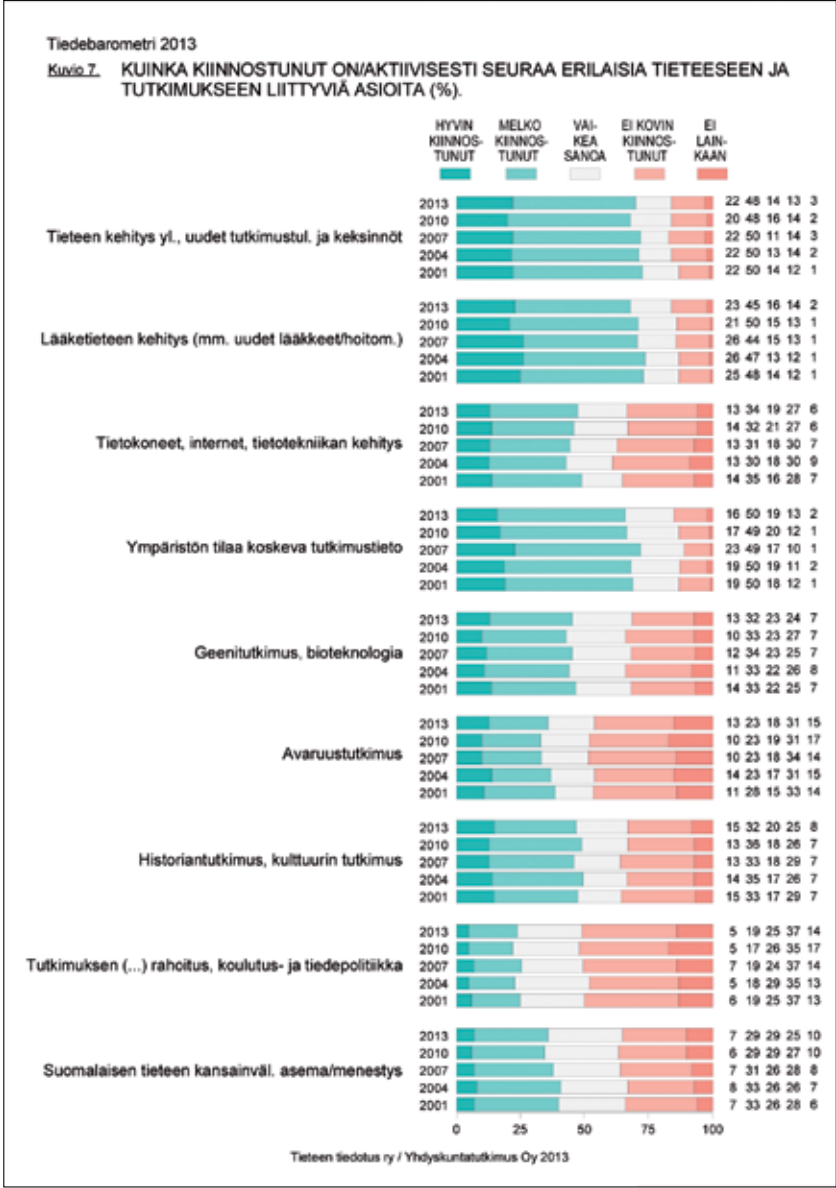 Tiedebarometri 2013
Kuvio 7. KUINKA KIINNOSTUNUT ON/AKTIIVISESTI SEURAA ERILAISIA TIETEESEEN JA
TUTKIMUKSEEN LIITTYVIÄ ASIOITA (%).
HYVIN KIINNOS- TUNUT
MELKO KIINNOS- TUNUT
VAI- KEA SANOA
EI KOVIN KIINNOS- TUNUT
EI LAIN- KAAN
Tieteen kehitys yl., uudet tutkimustul. ja keksinnöt
2013 22 48 14 13 3
2010 20 48 16 14 2
2007 22 50 11 14 3
2004 22 50 13 14 2
2001 22 50 14 12 1
Lääketieteen kehitys (mm. uudet lääkkeet/hoitom.)
2013 23 45 16 14 2
2010 21 50 15 13 1
2007 26 44 15 13 1
2004 26 47 13 12 1
2001 25 48 14 12 1
Tietokoneet, internet, tietotekniikan kehitys
2013 13 34 19 27 6
2010 14 32 21 27 6
2007 13 31 18 30 7
2004 13 30 18 30 9
2001 14 35 16 28 7
Ympäristön tilaa koskeva tutkimustieto
2013 16 50 19 13 2
2010 17 49 20 12 1
2007 23 49 17 10 1
2004 19 50 19 11 2
2001 19 50 18 12 1
Geenitutkimus, bioteknologia
2013 13 32 23 24 7
2010 10 33 23 27 7
2007 12 34 23 25 7
2004 11 33 22 26 8
2001 14 33 22 25 7
Avaruustutkimus
2013 13 23 18 31 15
2010 10 23 19 31 17
2007 10 23 18 34 14
2004 14 23 17 31 15
2001 11 28 15 33 14
Historiantutkimus, kulttuurin tutkimus
2013 15 32 20 25 8
2010 13 36 18 26 7
2007 13 33 18 29 7
2004 14 35 17 26 7
2001 15 33 17 29 7
Tutkimuksen (...) rahoitus, koulutus- ja tiedepolitiikka
2013 5 19 25 37 14
2010 5 17 26 35 17
2007 7 19 24 37 14
2004 5 18 29 35 13
2001 6 19 25 37 13
Suomalaisen tieteen kansainväl. asema/menestys
2013 7 29 29 25 10
2010 6 29 29 27 10
2007 7 31 26 28 8
2004 8 33 26 26 7
2001 7 33 26 28 6
0 25 50 75 100
Tieteen tiedotus ry / Yhdyskuntatutkimus Oy 2013